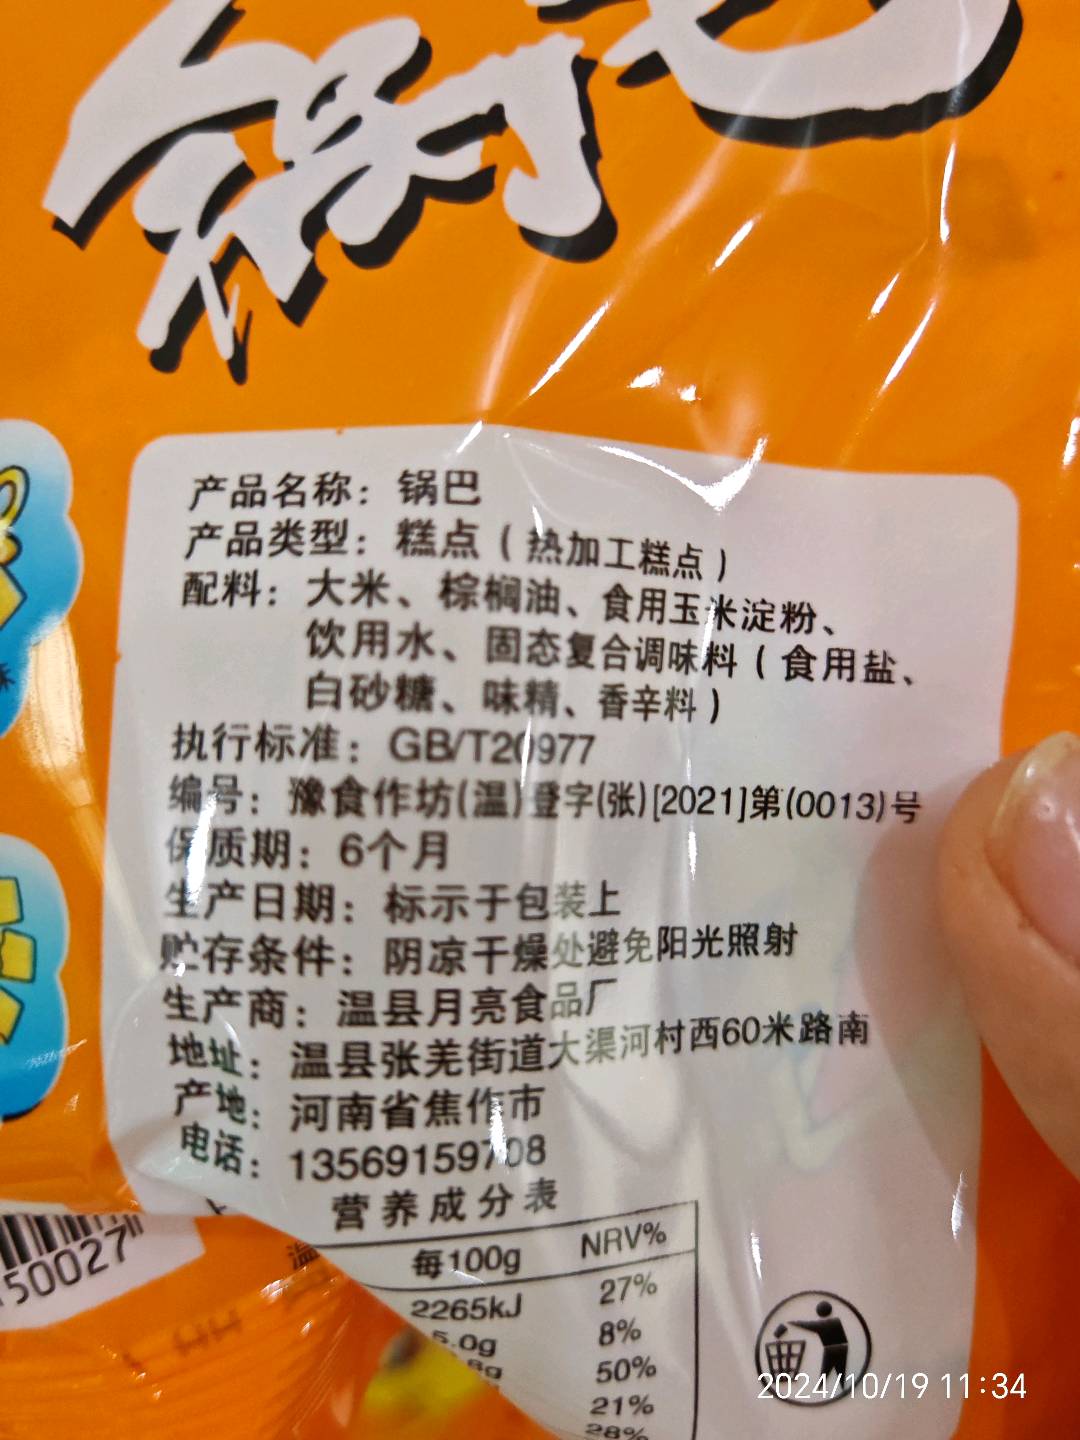 锅巴
产品名称：锅巴
产品类型：糕点（热加工糕点）
配料：大米、棕榈油、食用玉米淀粉、
饮用水、固态复合调味料（食用盐、
白砂糖、味精、香辛料）
执行标准：GB/T20977
编号：豫食作坊(温)登字(张)[2021]第(0013)号
保质期：6个月
生产日期：标示于包装上
贮存条件：阴凉干燥处避免阳光照射
生产商：温县月亮食品厂
地址：温县张羌街道大渠河村西60米路南
产地：河南省焦作市
电话：13569159708
营养成分表
每100g NRV%
2265kJ 27%
5.0g 8%
50%
21%
28%
50027
2024/10/19 11:34